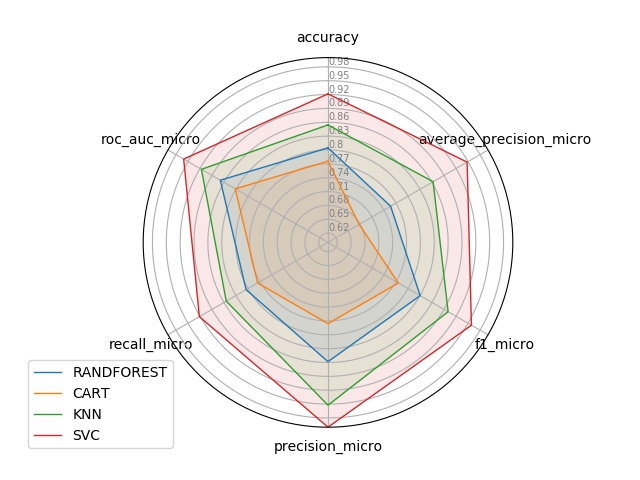 accuracy
0.98
0.95
0.92
0.89
0.86
0.83
0.8
0.77
0.74
0.71
0.68
0.65
0.62
roc_auc_micro
average_precision_micro
recall_micro
f1_micro
precision_micro
RANDFOREST
CART
KNN
SVC